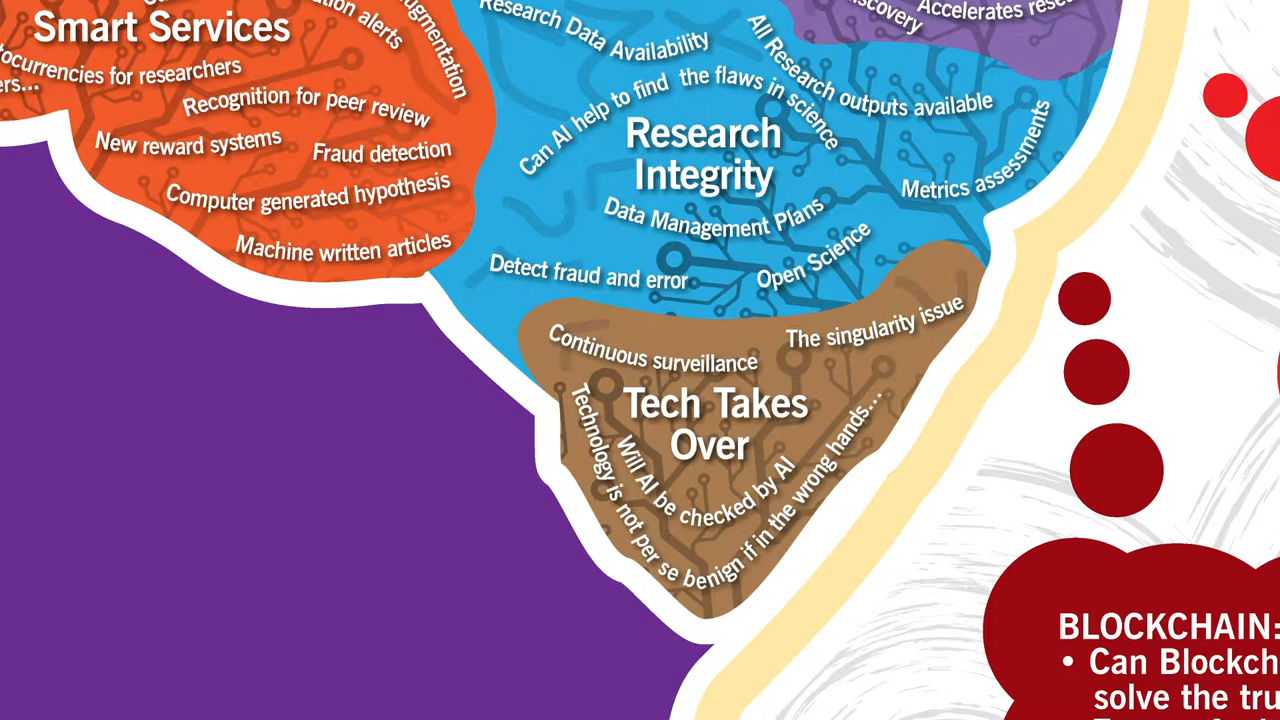 Smart Services
alerts
for researchers
Recognition for peer review
New reward systems
Fraud detection
Computer generated hypothesis
Machine written articles
Research Data Availability
All Research outputs available
Accelerates
Can AI help to find the flaws in science
Research
Integrity
Metrics assessments
Data Management Plans
Open Science
Detect fraud and error
Continuous surveillance
The singularity issue
Tech Takes
Over
Will AI be checked by AI
Technology is not per se benign if in the wrong hands...
BLOCKCHAIN:
• Can
solve the